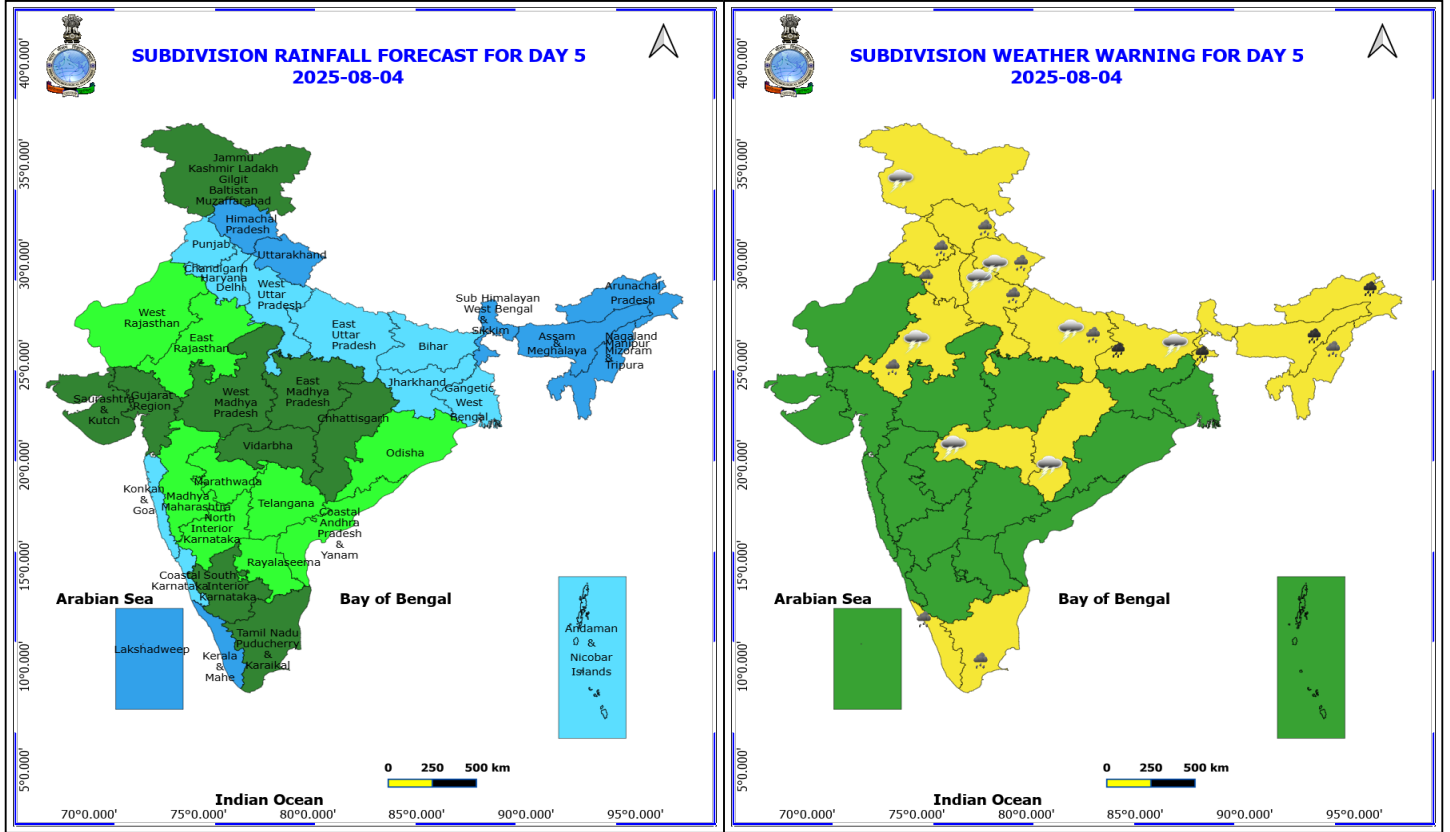 SUBDIVISION RAINFALL FORECAST FOR DAY 5
2025-08-04
40°0.000'
35°0.000'
30°0.000'
25°0.000'
20°0.000'
15°0.000'
10°0.000'
5°0.000'
Jammu
Kashmir Ladakh
Gilgit
Baltistan
Muzaffarabad
Himachal
Pradesh
Punjab
Uttarakhand
Chandigarh
Haryana
Delhi
West
Uttar
Pradesh
Arunachal
Pradesh
Sub Himalayan
West Bengal
&
Sikkim
West
Rajasthan
East
Rajasthan
East
Uttar
Pradesh
Bihar
Assam
&
Meghalaya
Nagaland
Manipur
Mizoram
&
Tripura
Jharkhand
Gangetic
West
Bengal
Saurashtra
&
Kutch
Gujarat
Region
West
Madhya
Pradesh
East
Madhya
Pradesh
Chhattisgarh
Vidarbha
Odisha
Konkan
&
Goa
Marathwada
Madhya
Maharashtra
Telangana
North
Interior
Karnataka
Coastal
Andhra
Pradesh
&
Yanam
Rayalaseema
Coastal
Karnataka
South
Interior
Karnataka
Arabian Sea
Bay of Bengal
Lakshadweep
Kerala
&
Mahe
Tamil Nadu
Puducherry
&
Karaikal
Andaman
&
Nicobar
Islands
0 250 500 km
Indian Ocean
70°0.000' 75°0.000' 80°0.000' 85°0.000' 90°0.000' 95°0.000'
SUBDIVISION WEATHER WARNING FOR DAY 5
2025-08-04
40°0.000'
35°0.000'
30°0.000'
25°0.000'
20°0.000'
15°0.000'
10°0.000'
5°0.000'
Arabian Sea
Bay of Bengal
0 250 500 km
Indian Ocean
70°0.000' 75°0.000' 80°0.000' 85°0.000' 90°0.000' 95°0.000'